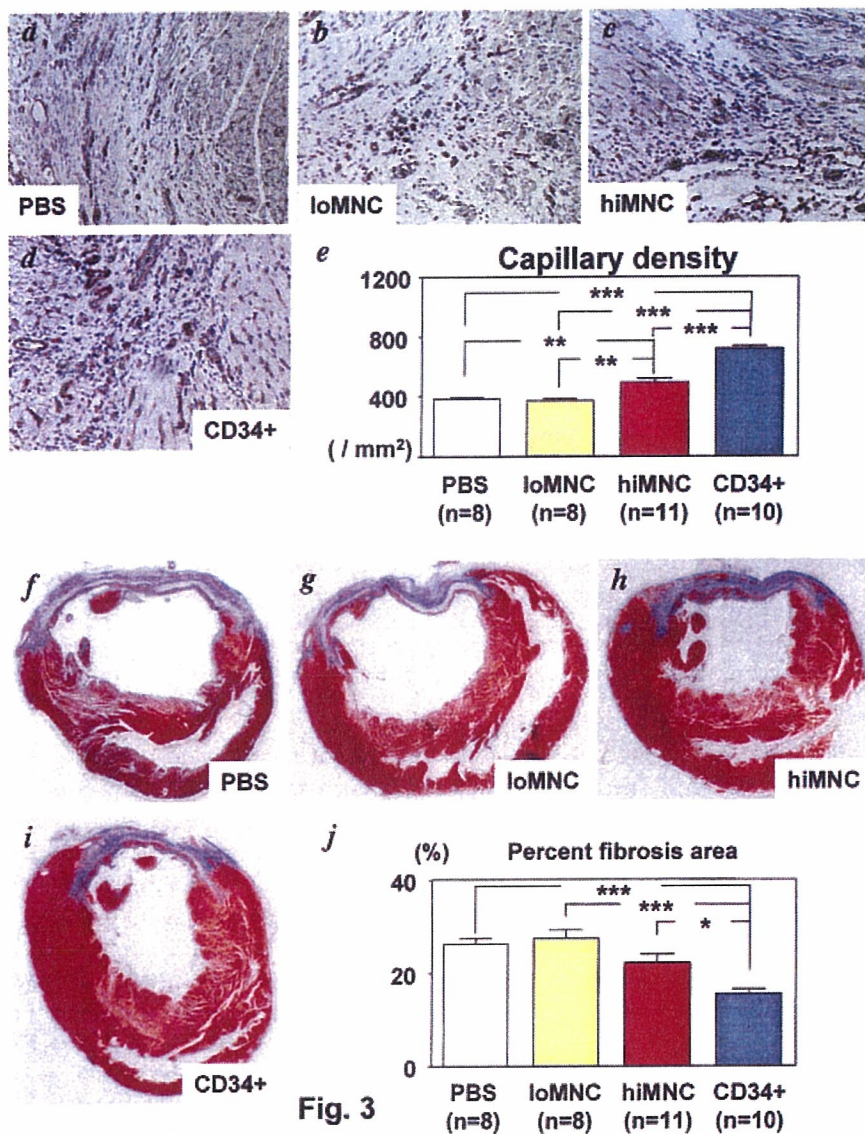 a
PBS
b
loMNC
c
hiMNC
d
CD34+
e
Capillary density
1200
800
400
( / mm²)
***
***
***
**
**
PBS
(n=8)
loMNC
(n=8)
hiMNC
(n=11)
CD34+
(n=10)
f
PBS
g
loMNC
h
hiMNC
i
CD34+
j
(%)
Percent fibrosis area
40
20
0
***
***
*
PBS
(n=8)
loMNC
(n=8)
hiMNC
(n=11)
CD34+
(n=10)
Fig. 3